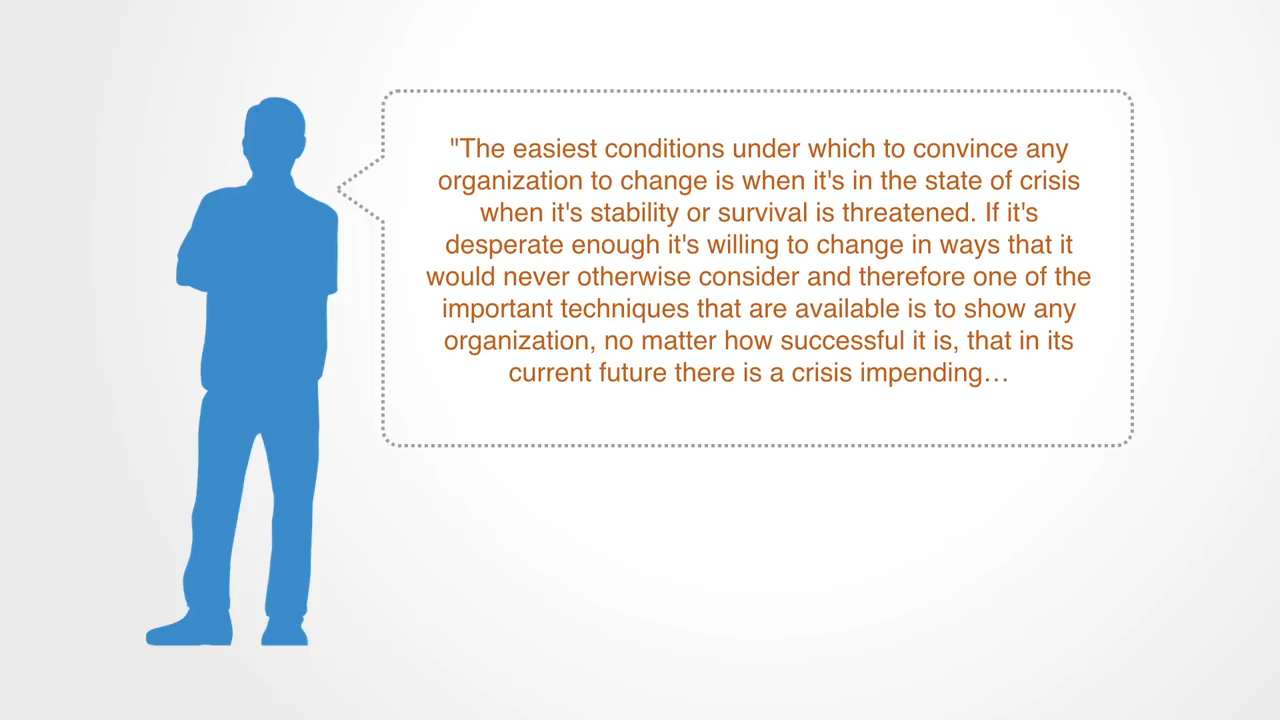 "The easiest conditions under which to convince any
organization to change is when it's in the state of crisis
when it's stability or survival is threatened. If it's
desperate enough it's willing to change in ways that it
would never otherwise consider and therefore one of the
important techniques that are available is to show any
organization, no matter how successful it is, that in its
current future there is a crisis impending…